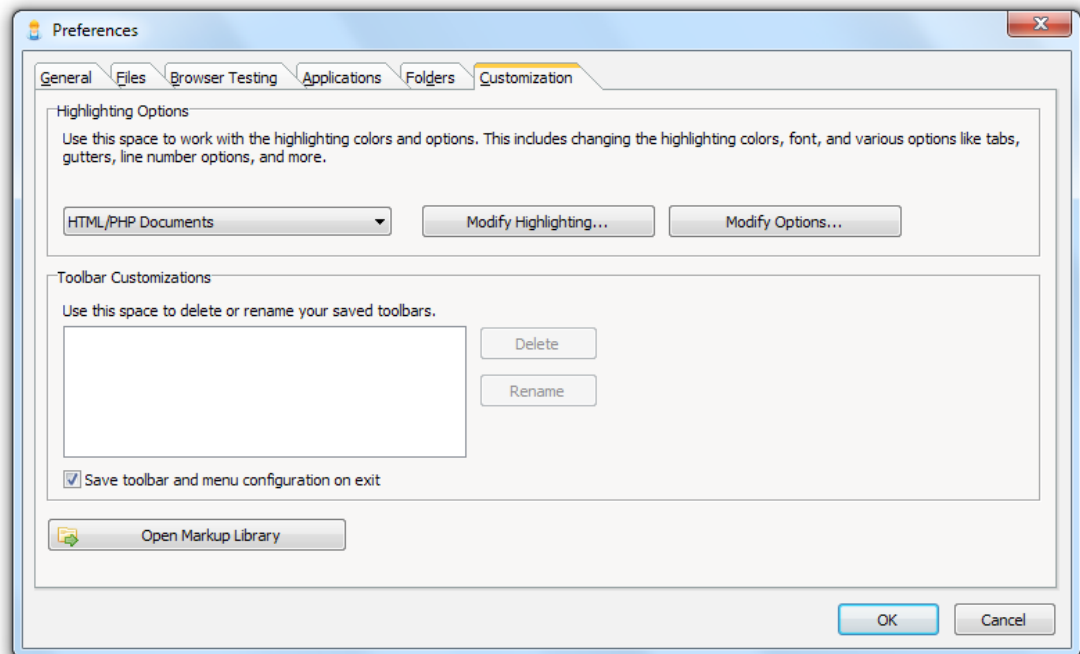 Preferences
General
Files
Browser Testing
Applications
Folders
Customization
Highlighting Options
Use this space to work with the highlighting colors and options. This includes changing the highlighting colors, font, and various options like tabs,
gutters, line number options, and more.
HTML/PHP Documents
Modify Highlighting...
Modify Options...
Toolbar Customizations
Use this space to delete or rename your saved toolbars.
Delete
Rename
Save toolbar and menu configuration on exit
Open Markup Library
OK
Cancel